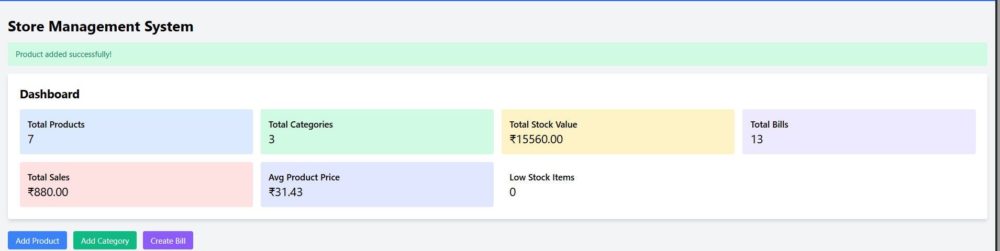 Store Management System
Product added successfully!
Dashboard
Total Products
7
Total Categories
3
Total Stock Value
₹15560.00
Total Bills
13
Total Sales
₹880.00
Avg Product Price
₹31.43
Low Stock Items
0
Add Product
Add Category
Create Bill